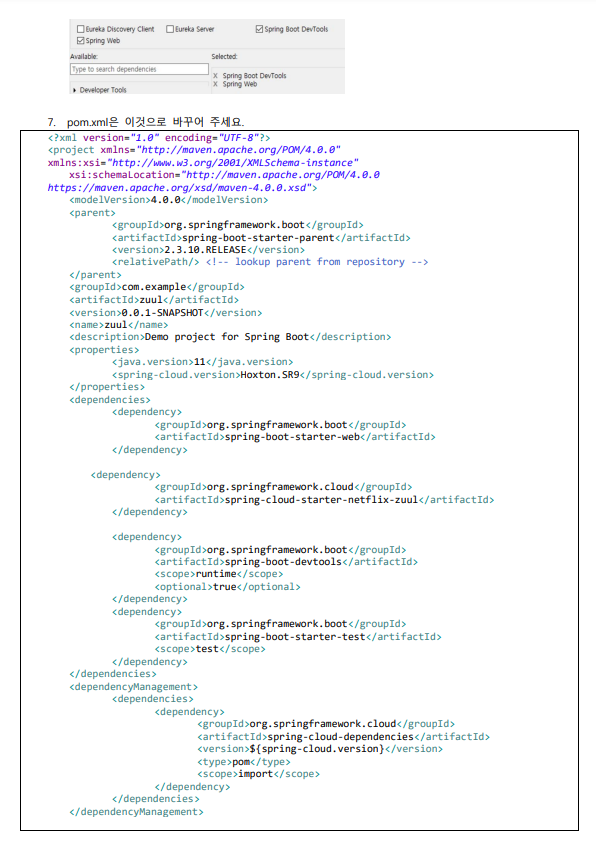 Eureka Discovery Client Eureka Server Spring Boot DevTools
Spring Web
Available: Selected:
Type to search dependencies
X Spring Boot DevTools
X Spring Web
Developer Tools
7. pom.xml은 이것으로 바꾸어 주세요.
<?xml version="1.0" encoding="UTF-8"?>
<project xmlns="http://maven.apache.org/POM/4.0.0"
xmlns:xsi="http://www.w3.org/2001/XMLSchema-instance"
xsi:schemaLocation="http://maven.apache.org/POM/4.0.0
https://maven.apache.org/xsd/maven-4.0.0.xsd">
<modelVersion>4.0.0</modelVersion>
<parent>
<groupId>org.springframework.boot</groupId>
<artifactId>spring-boot-starter-parent</artifactId>
<version>2.3.10.RELEASE</version>
<relativePath/> <!-- lookup parent from repository -->
</parent>
<groupId>com.example</groupId>
<artifactId>zuul</artifactId>
<version>0.0.1-SNAPSHOT</version>
<name>zuul</name>
<description>Demo project for Spring Boot</description>
<properties>
<java.version>11</java.version>
<spring-cloud.version>Hoxton.SR9</spring-cloud.version>
</properties>
<dependencies>
<dependency>
<groupId>org.springframework.boot</groupId>
<artifactId>spring-boot-starter-web</artifactId>
</dependency>
<dependency>
<groupId>org.springframework.cloud</groupId>
<artifactId>spring-cloud-starter-netflix-zuul</artifactId>
</dependency>
<dependency>
<groupId>org.springframework.boot</groupId>
<artifactId>spring-boot-devtools</artifactId>
<scope>runtime</scope>
<optional>true</optional>
</dependency>
<dependency>
<groupId>org.springframework.boot</groupId>
<artifactId>spring-boot-starter-test</artifactId>
<scope>test</scope>
</dependency>
</dependencies>
<dependencyManagement>
<dependencies>
<dependency>
<groupId>org.springframework.cloud</groupId>
<artifactId>spring-cloud-dependencies</artifactId>
<version>${spring-cloud.version}</version>
<type>pom</type>
<scope>import</scope>
</dependency>
</dependencies>
</dependencyManagement>